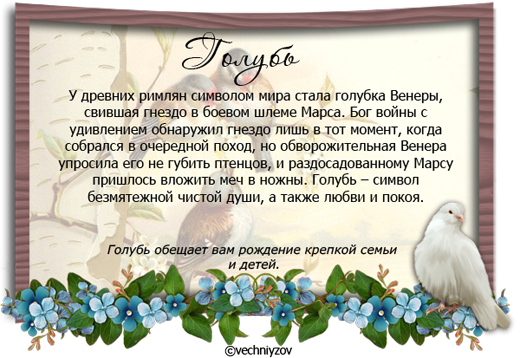 Голубь
У древних римлян символом мира стала голубка Венеры,
свившая гнездо в боевом шлеме Марса. Бог войны с
удивлением обнаружил гнездо лишь в тот момент, когда
собрался в очередной поход, но обворожительная Венера
упросила его не губить птенцов, и раздосадованному Марсу
пришлось вложить меч в ножны. Голубь – символ
безмятежной чистой души, а также любви и покоя.
Голубь обещает вам рождение крепкой семьи
и детей.
©vechniyzov